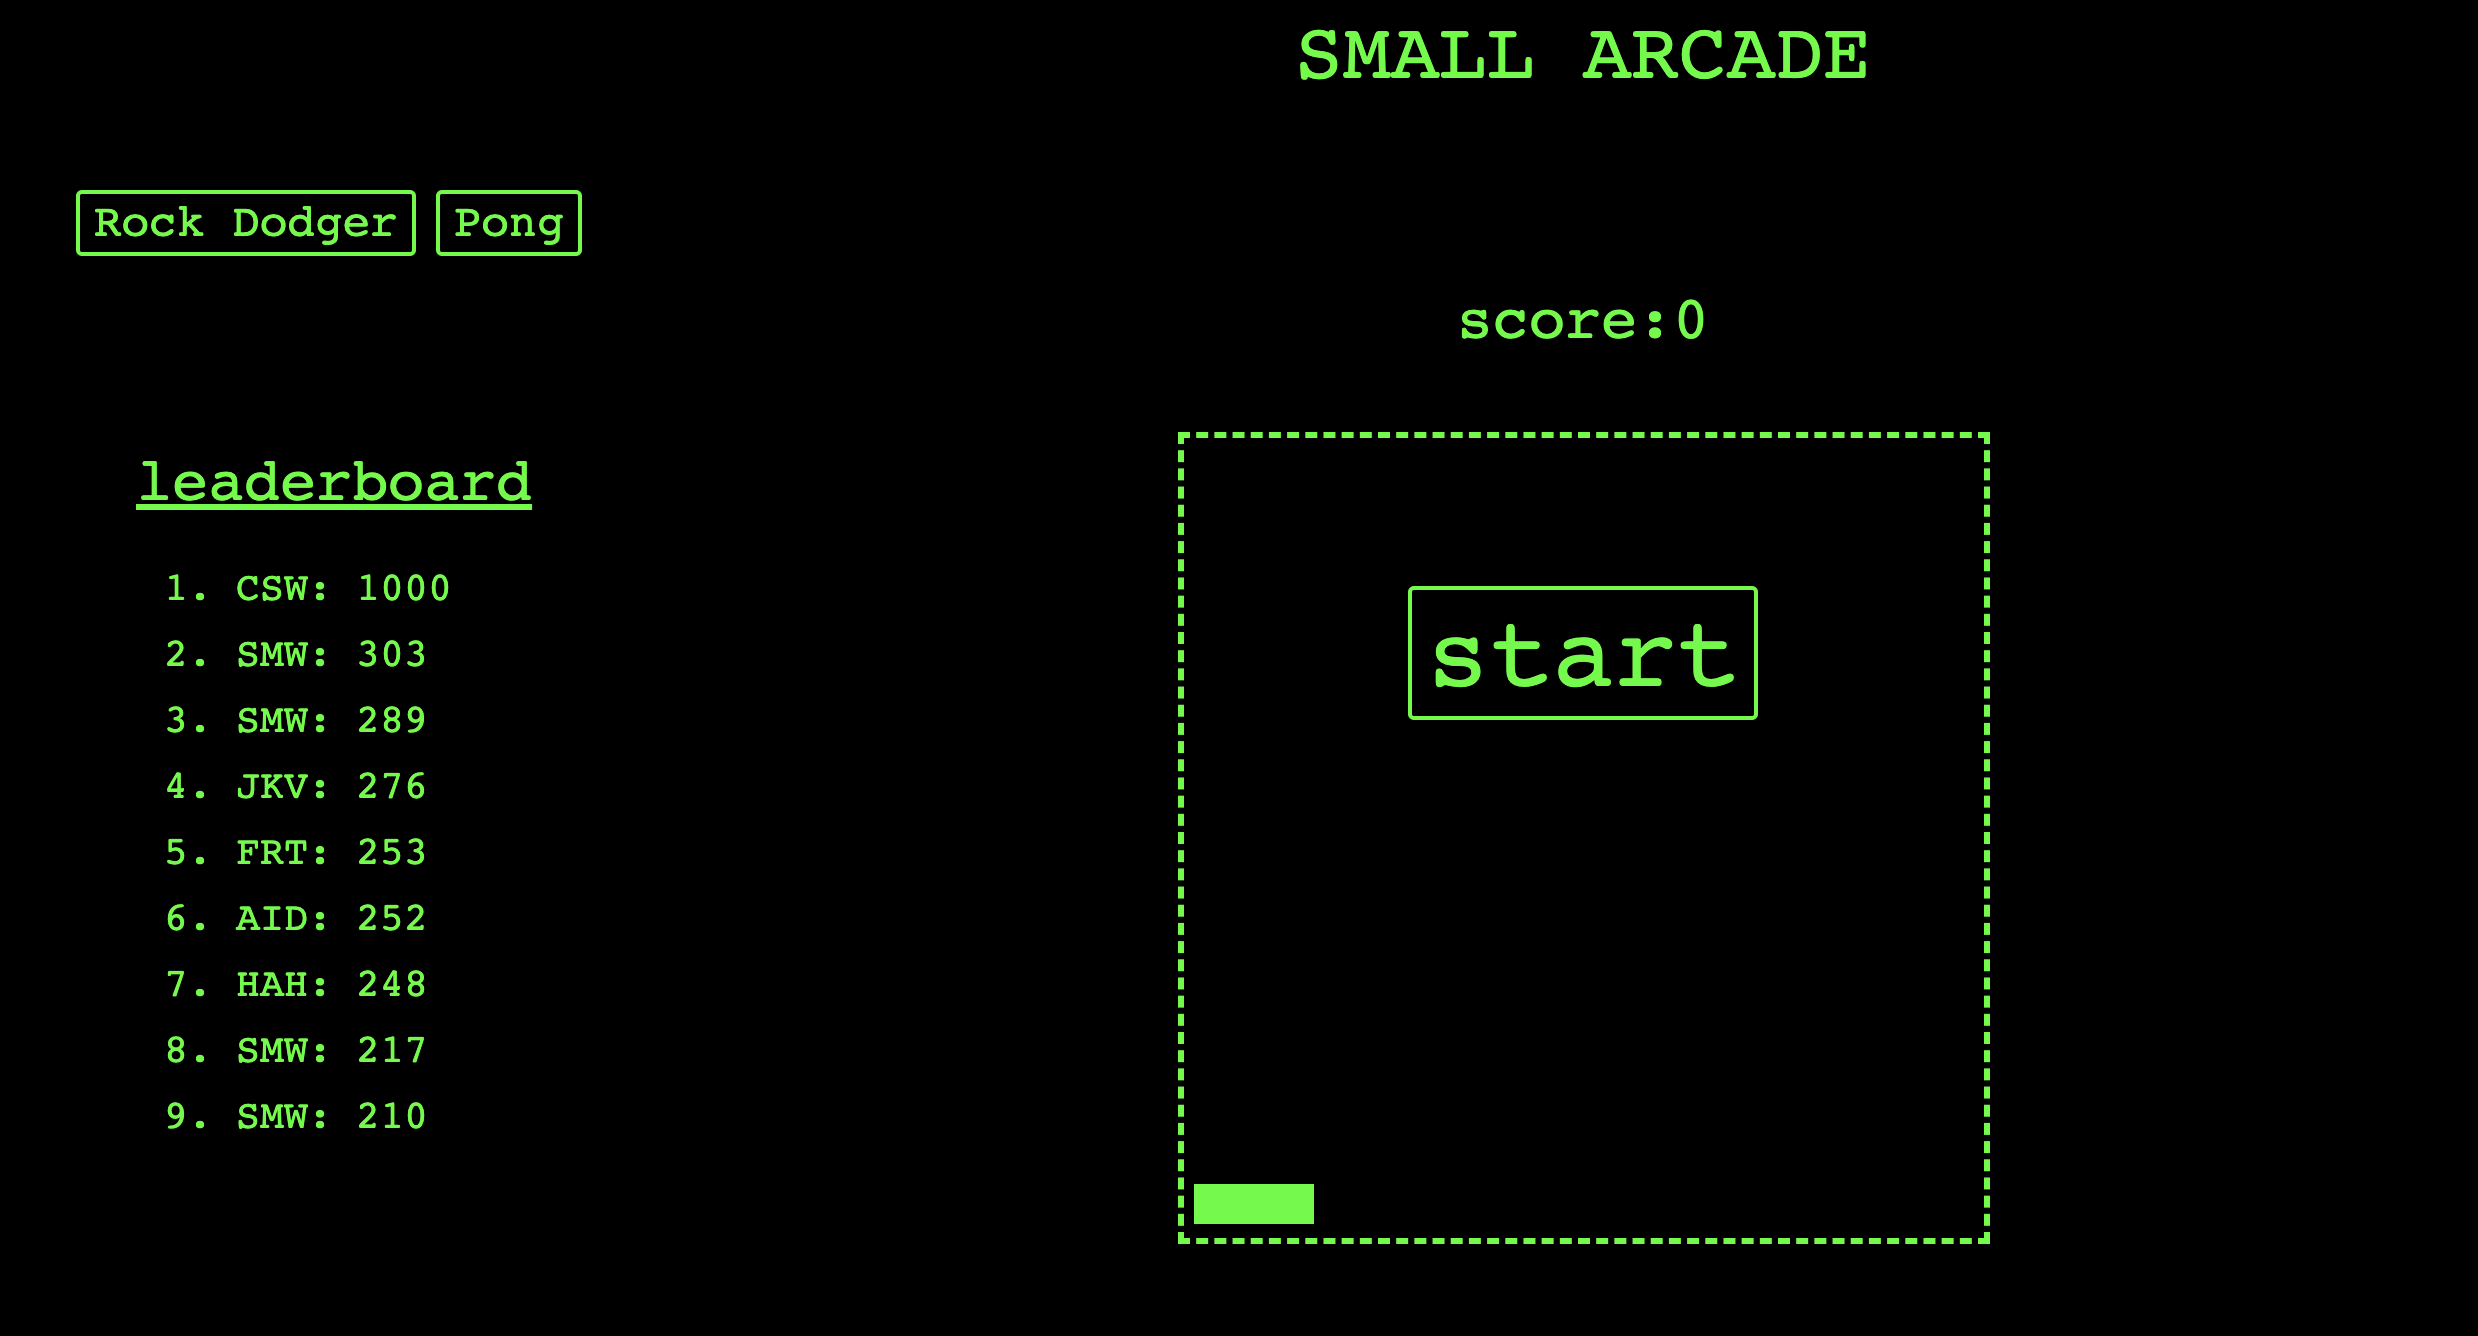 SMALL ARCADE
Rock Dodger Pong
score:0
leaderboard
1. CSW: 1000
2. SMW: 303
3. SMW: 289
4. JKV: 276
5. FRT: 253
6. AID: 252
7. HAH: 248
8. SMW: 217
9. SMW: 210
start